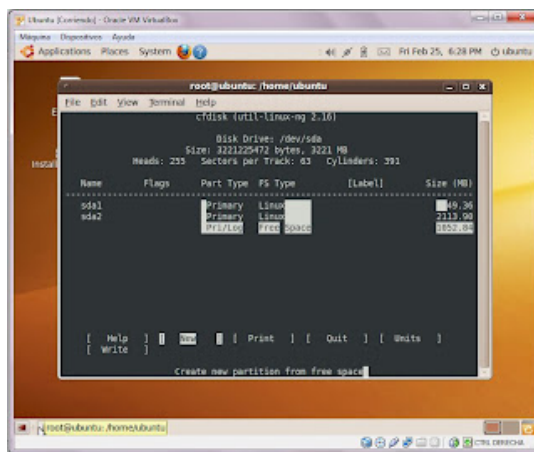 Ubuntu [Corriendo] - Oracle VM VirtualBox
Máquina Dispositivos Ayuda
Applications Places System Fri Feb 25, 6:28 PM ubuntu
root@ubuntu: /home/ubuntu
File Edit View Terminal Help
cfdisk (util-linux-ng 2.16)
Disk Drive: /dev/sda
Size: 3221225472 bytes, 3221 MB
Heads: 255 Sectors per Track: 63 Cylinders: 391
Install
Name Flags Part Type FS Type [Label] Size (MB)
sda1 Primary Linux 49.36
sda2 Primary Linux 2113.90
Pri/Log Free Space 1052.84
[ Help ] [ New ] [ Print ] [ Quit ] [ Units ]
[ Write ]
Create new partition from free space
root@ubuntu: /home/ubuntu
CTRL DERECHA